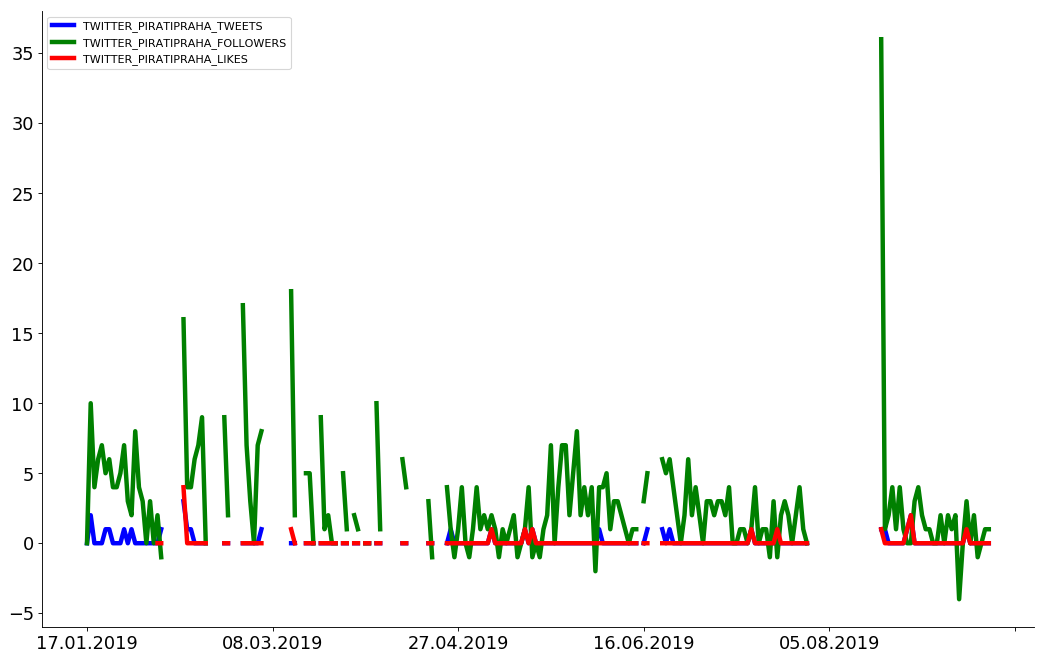 TWITTER_PIRATIPRAHA_TWEETS
TWITTER_PIRATIPRAHA_FOLLOWERS
TWITTER_PIRATIPRAHA_LIKES
35
30
25
20
15
10
5
0
−5
17.01.2019 08.03.2019 27.04.2019 16.06.2019 05.08.2019